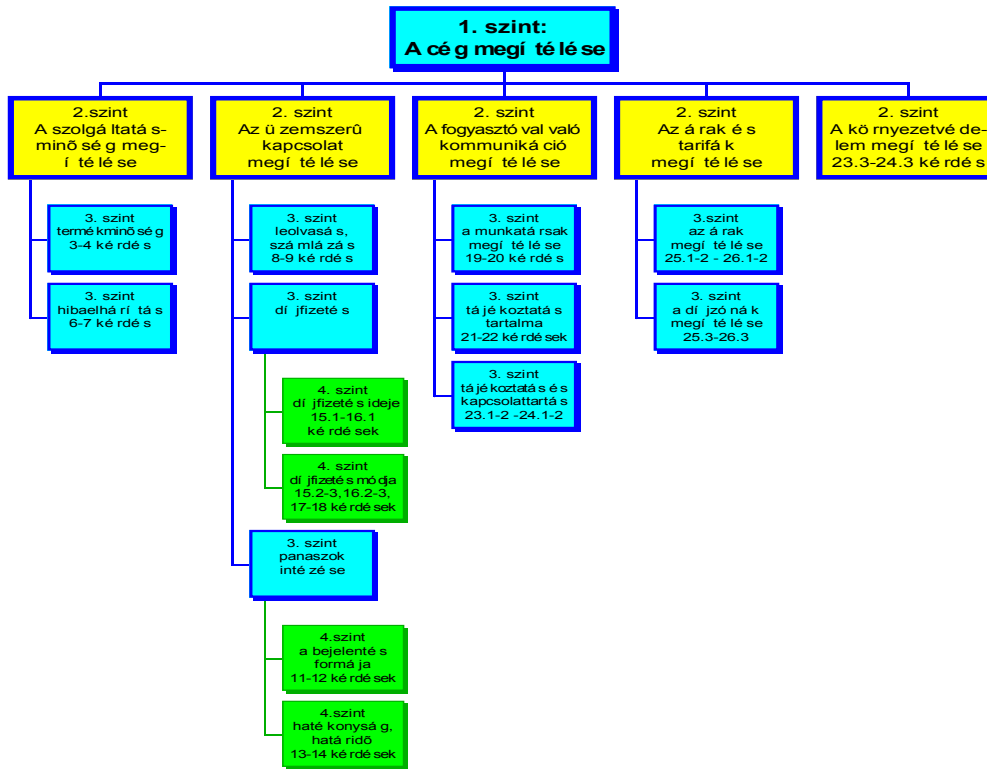 1. szint:
A cég megítélése
2.szint
A szolgáltatás-
minõség meg-
ítélése
2. szint
Az üzemszerû
kapcsolat
megítélése
2. szint
A fogyasztóval való
kommunikáció
megítélése
2. szint
Az árak és
tarifák
megítélése
2. szint
A környezetvéde-
lem megítélése
23.3-24.3 kérdés
3. szint
termékminõség
3-4 kérdés
3. szint
hibaelhárítás
6-7 kérdés
3. szint
leolvasás,
számlázás
8-9 kérdés
3. szint
díjfizetés
4. szint
díjfizetés ideje
15.1-16.1
kérdések
4. szint
díjfizetés módja
15.2-3,16.2-3,
17-18 kérdések
3. szint
panaszok
intézése
4.szint
a bejelentés
formája
11-12 kérdések
4.szint
hatékonyság,
határidõ
13-14 kérdések
3. szint
a munkatársak
megítélése
19-20 kérdés
3. szint
tájékoztatás
tartalma
21-22 kérdések
3. szint
tájékoztatás és
kapcsolattartás
23.1-2 -24.1-2
3.szint
az árak
megítélése
25.1-2 - 26.1-2
3. szint
a díjzónák
megítélése
25.3-26.3